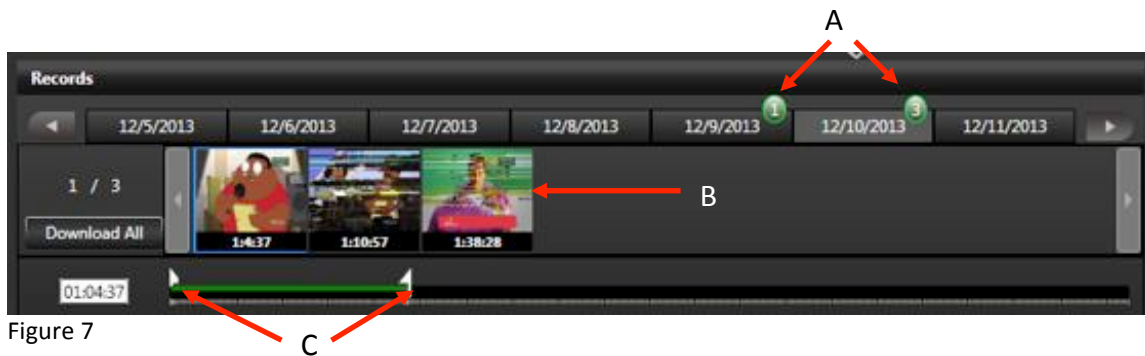 A
Records
12/5/2013 12/6/2013 12/7/2013 12/8/2013 12/9/2013 1 12/10/2013 3 12/11/2013
1 / 3
B
Download All
1:4:37 1:10:57 1:38:28
01:04:37
Figure 7
C